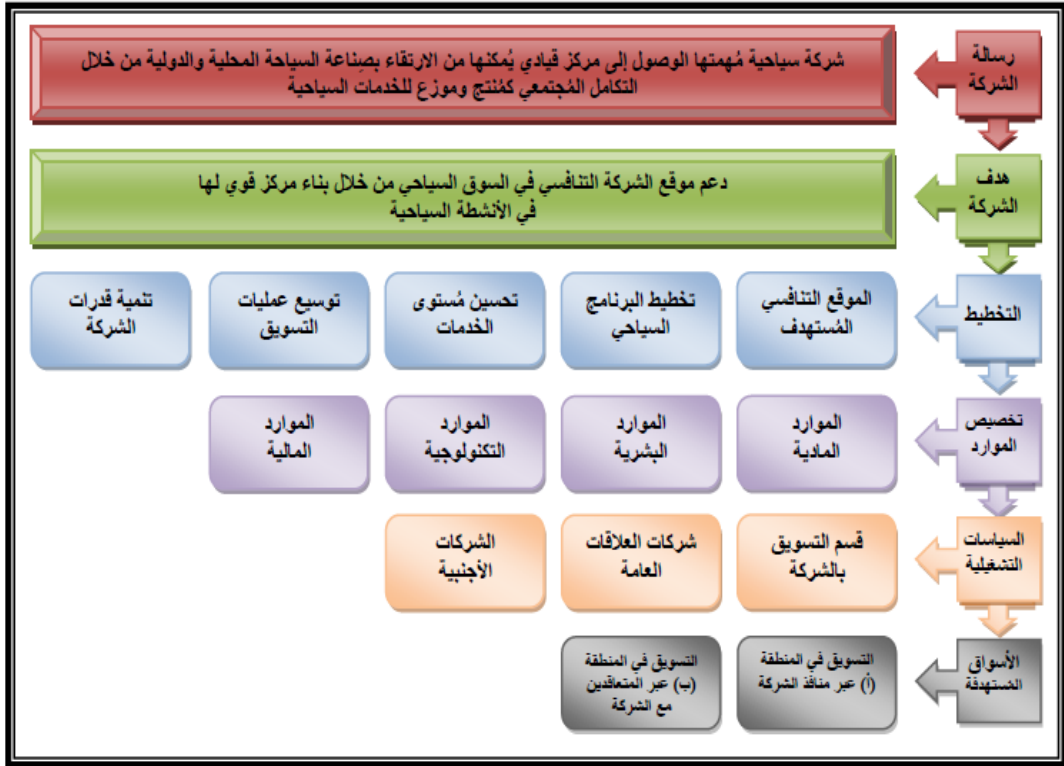 رسالة
الشركة
شركة سياحية مُهمتها الوصول إلى مركز قيادي يُمكنها من الارتقاء بصِناعة السياحة المحلية والدولية من خلال
التكامل المُجتمعي كمُنتج وموزع للخدمات السياحية
هدف
الشركة
دعم موقع الشركة التنافسي في السوق السياحي من خلال بناء مركز قوي لها
في الأنشطة السياحية
التخطيط
الموقع التنافسي
المُستهدف
تخطيط البرنامج
السياحي
تحسين مُستوى
الخدمات
توسيع عمليات
التسويق
تنمية قدرات
الشركة
تخصيص
الموارد
الموارد
المادية
الموارد
البشرية
الموارد
التكنولوجية
الموارد
المالية
السياسات
التشغيلية
قسم التسويق
بالشركة
شركات العلاقات
العامة
الشركات
الأجنبية
الأسواق
المُستهدفة
التسويق في المنطقة
(أ) عبر منافذ الشركة
التسويق في المنطقة
(ب) عبر المتعاقدين
مع الشركة